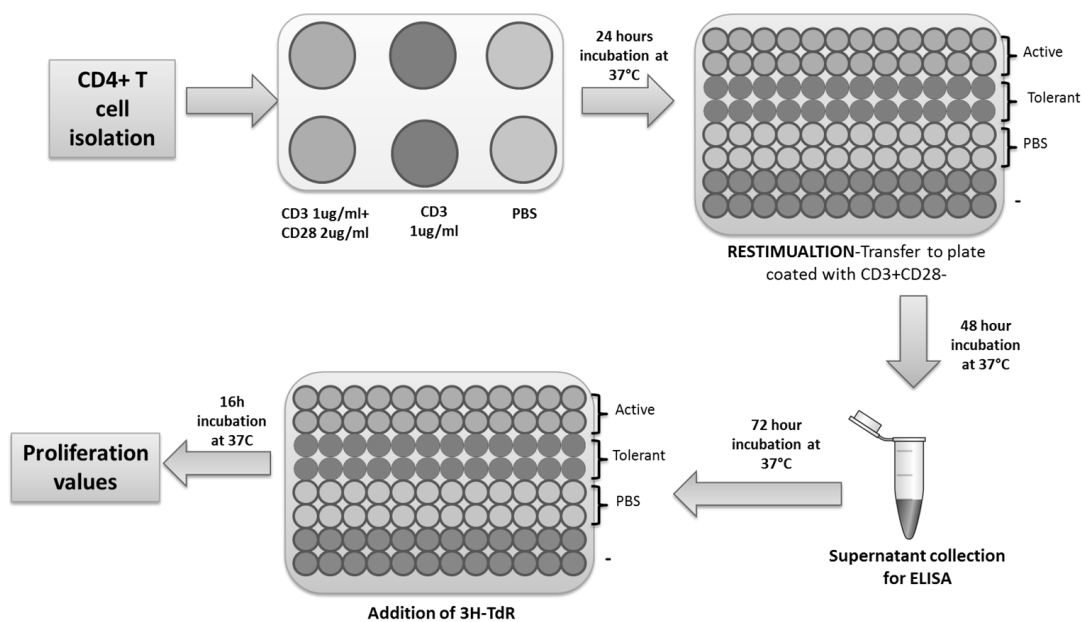 CD4+ T
cell
isolation
CD3 1ug/ml+
CD28 2ug/ml
CD3
1ug/ml
PBS
24 hours
incubation at
37°C
Active
Tolerant
PBS
-
RESTIMUALTION-Transfer to plate
coated with CD3+CD28-
48 hour
incubation
at 37°C
Supernatant collection
for ELISA
72 hour
incubation at
37°C
Active
Tolerant
PBS
-
Addition of 3H-TdR
16h
incubation
at 37C
Proliferation
values